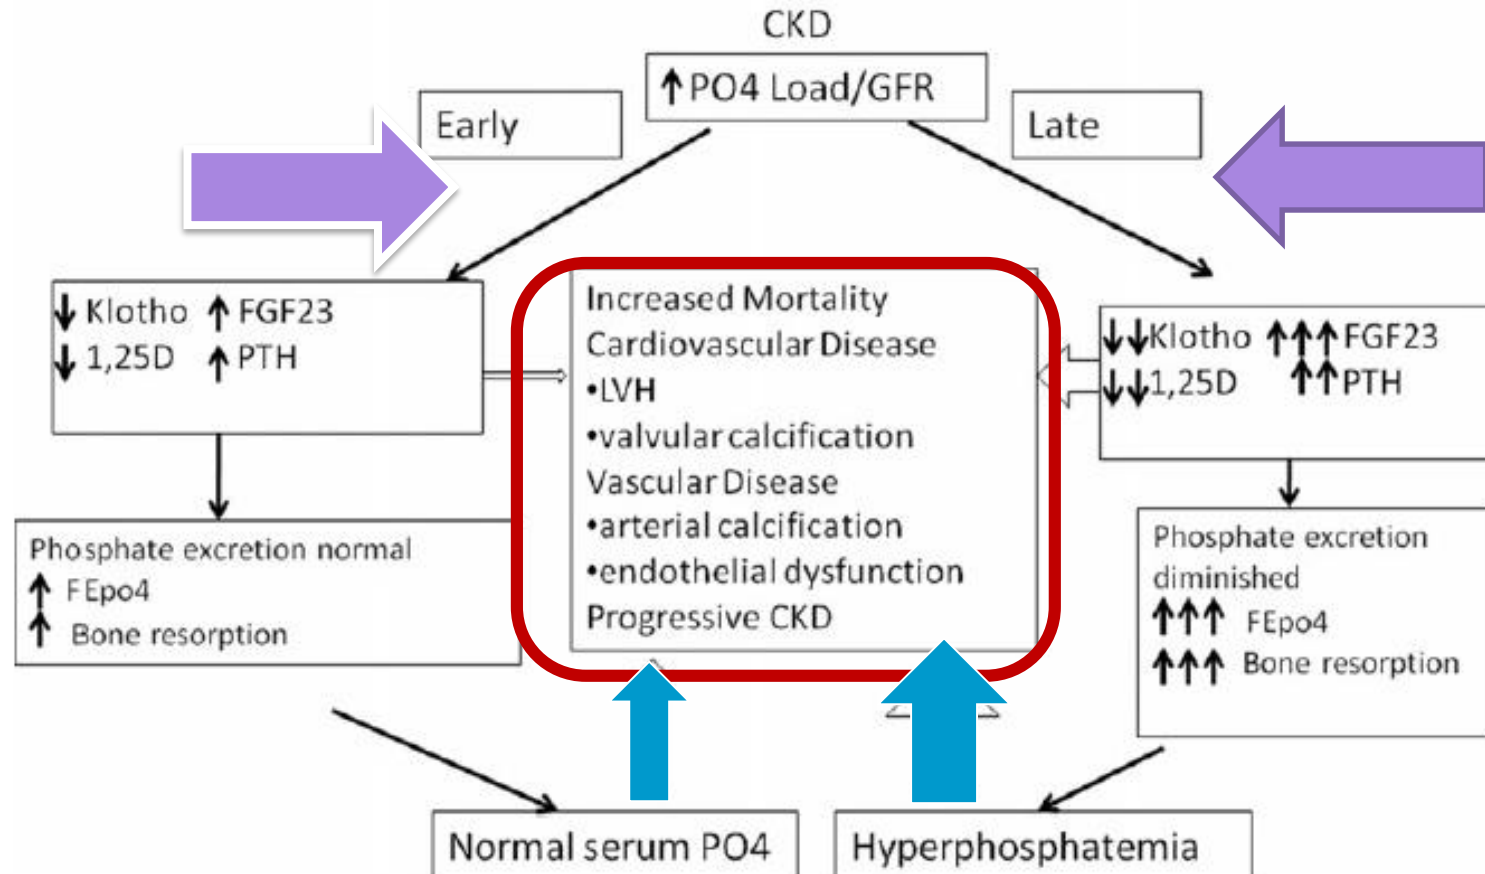 CKD
↑PO4 Load/GFR
Early
Late
↓ Klotho ↑ FGF23
↓ 1,25D ↑ PTH
Increased Mortality
Cardiovascular Disease
•LVH
•valvular calcification
Vascular Disease
•arterial calcification
•endothelial dysfunction
Progressive CKD
↓↓Klotho ↑↑↑FGF23
↓↓1,25D ↑↑PTH
Phosphate excretion normal
↑ FEpo4
↑ Bone resorption
Phosphate excretion
diminished
↑↑↑ FEpo4
↑↑↑ Bone resorption
Normal serum PO4
Hyperphosphatemia